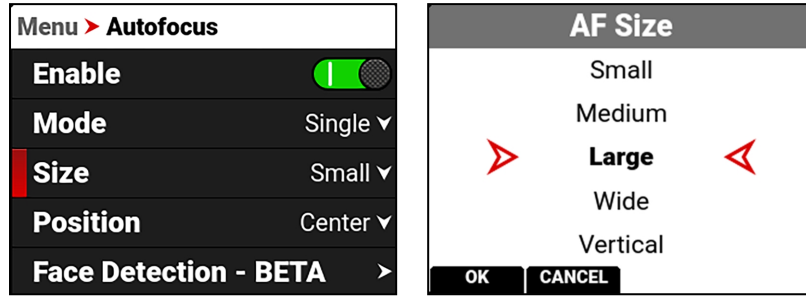 Menu ➤ Autofocus
Enable
Mode Single
Size Small
Position Center
Face Detection - BETA
AF Size
Small
Medium
Large
Wide
Vertical
OK CANCEL